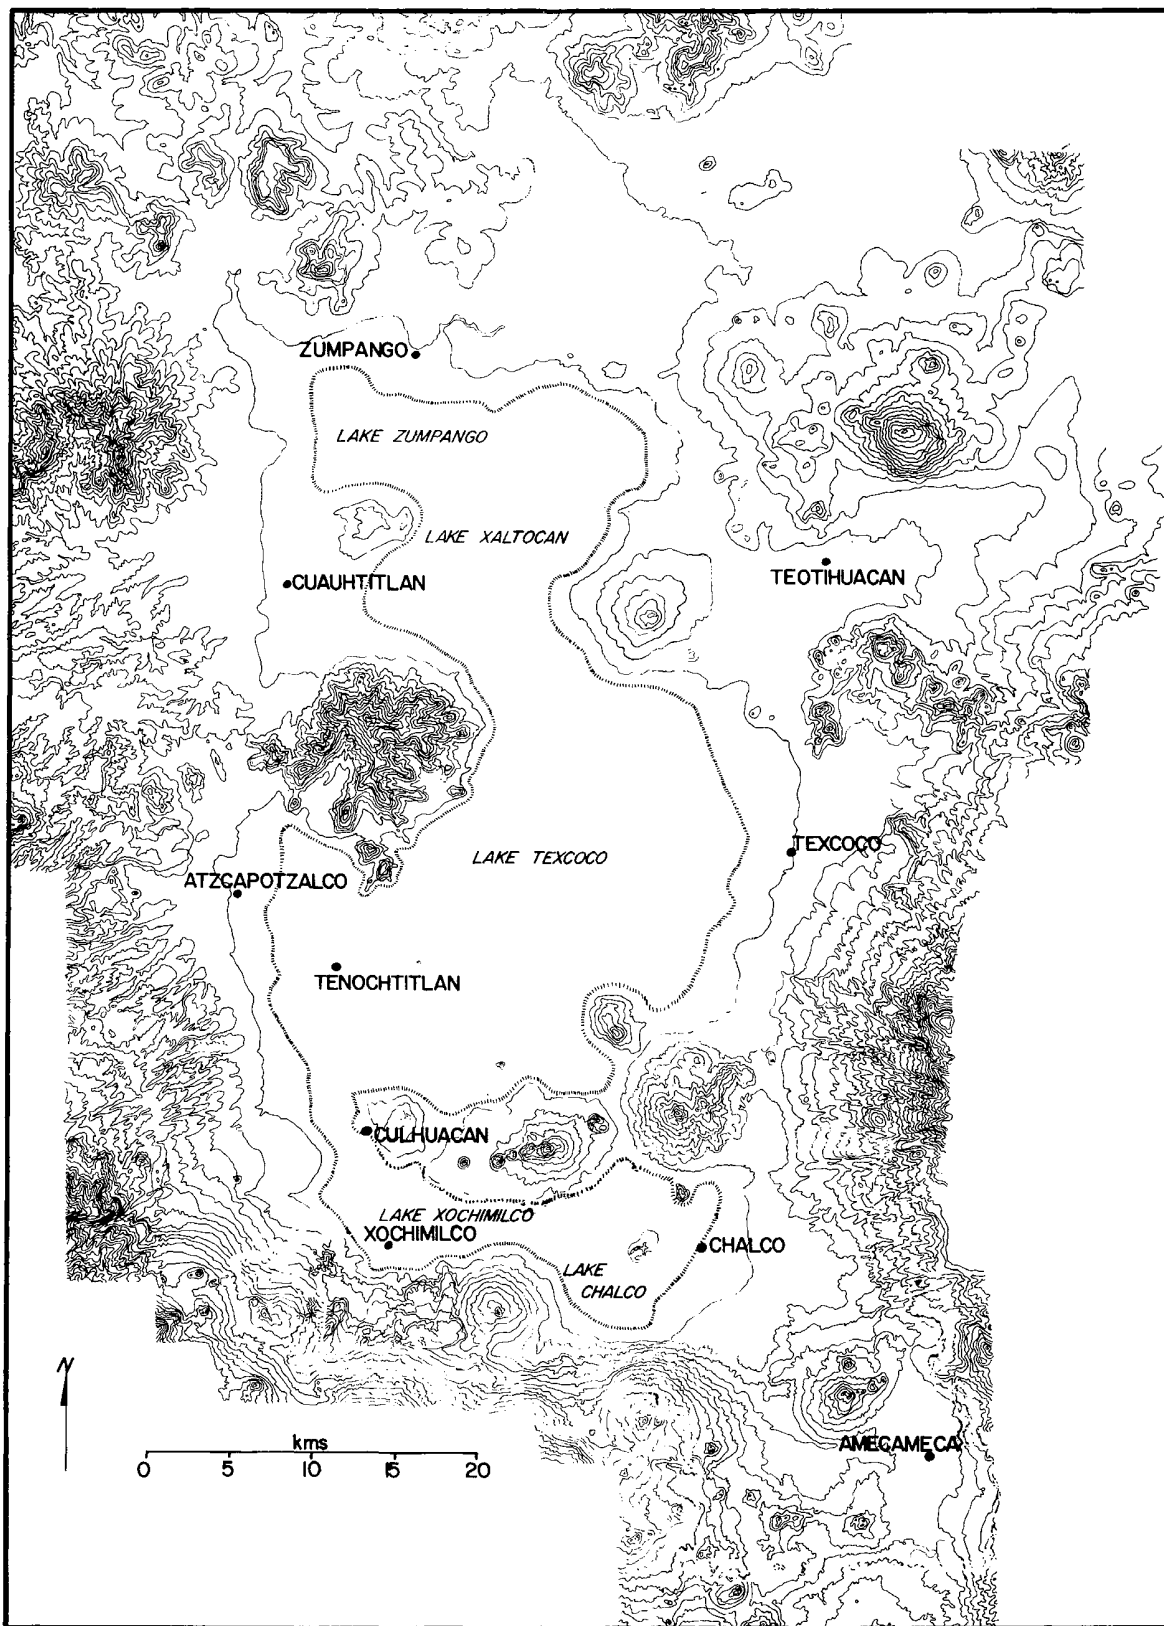 ZUMPANGO
LAKE ZUMPANGO
LAKE XALTOCAN
TEOTIHUACAN
CUAUHTITLAN
TEXCOCO
LAKE TEXCOCO
ATZCAPOTZALCO
TENOCHTITLAN
CULHUACAN
LAKE XOCHIMILCO
XOCHIMILCO
CHALCO
LAKE
CHALCO
N
AMECAMECA
kms
0 5 10 15 20